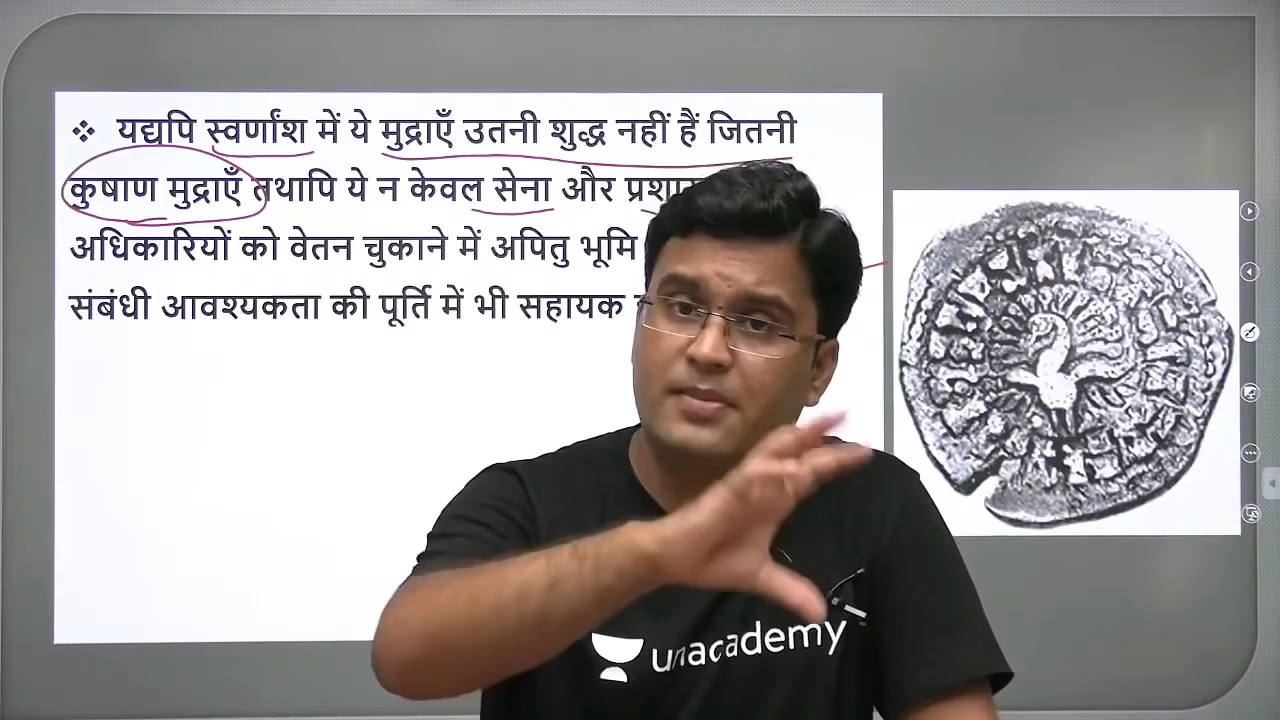 ❖ यद्यपि स्वर्णांश में ये मुद्राएँ उतनी शुद्ध नहीं हैं जितनी
कुषाण मुद्राएँ तथापि ये न केवल सेना और
अधिकारियों को वेतन चुकाने में अपितु भूमि
संबंधी आवश्यकता की पूर्ति में भी सहायक
unacademy